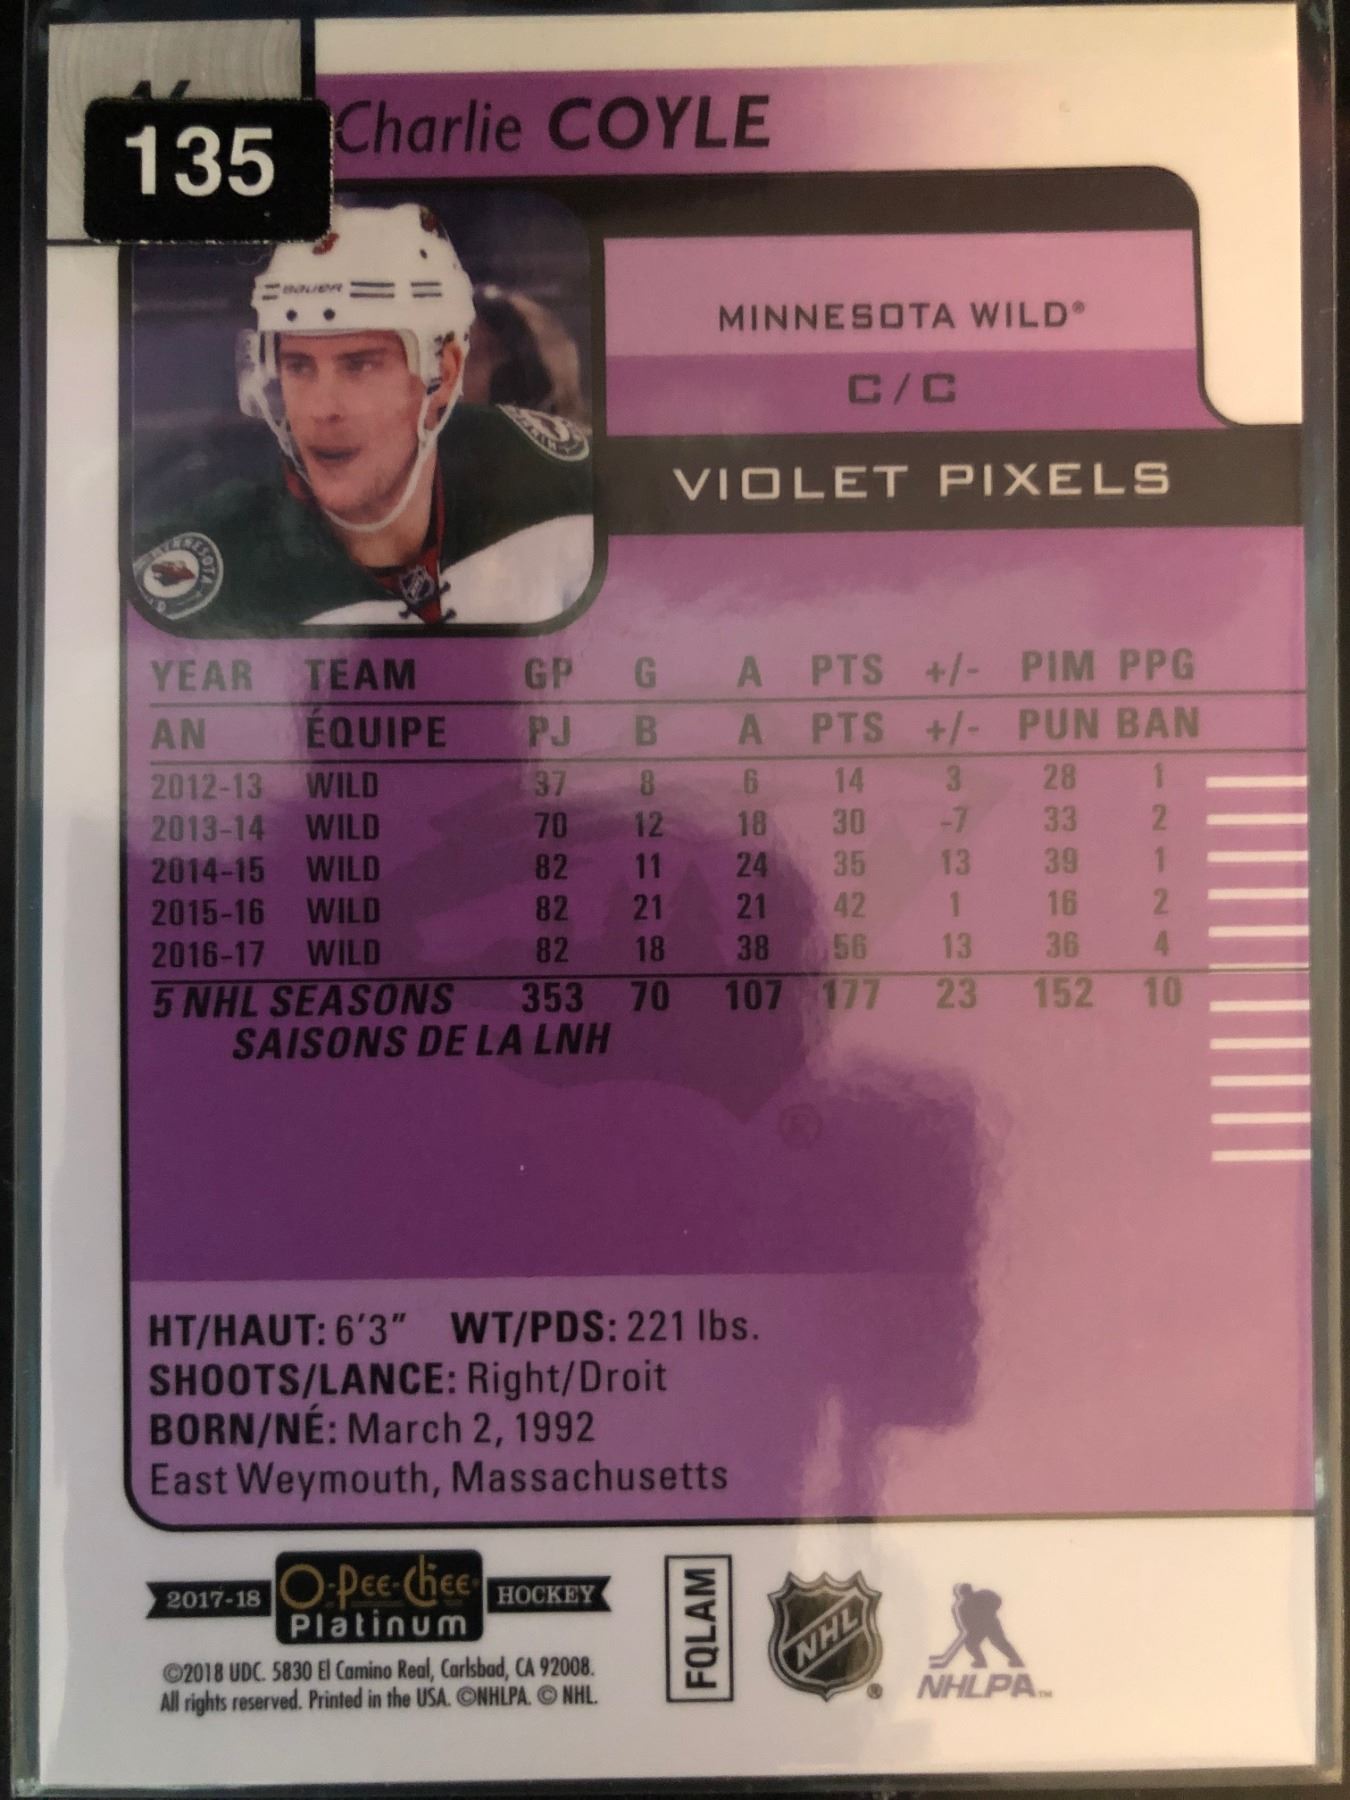 135
Charlie COYLE
BAUER
MINNESOTA WILD®
C / C
VIOLET PIXELS
MINNESOTA
YEAR TEAM GP G A PTS +/- PIM PPG
AN ÉQUIPE PJ B A PTS +/- PUN BAN
2012-13 WILD 37 8 6 14 3 28 1
2013-14 WILD 70 12 18 30 -7 33 2
2014-15 WILD 82 11 24 35 13 39 1
2015-16 WILD 82 21 21 42 1 16 2
2016-17 WILD 82 18 38 56 13 36 4
5 NHL SEASONS 353 70 107 177 23 152 10
SAISONS DE LA LNH
®
HT/HAUT: 6'3" WT/PDS: 221 lbs.
SHOOTS/LANCE: Right/Droit
BORN/NÉ: March 2, 1992
East Weymouth, Massachusetts
2017-18 O-Pee-Chee Platinum HOCKEY
FQLAM
NHL ®
NHLPA™
©2018 UDC. 5830 El Camino Real, Carlsbad, CA 92008.
All rights reserved. Printed in the USA. ©NHLPA. © NHL.